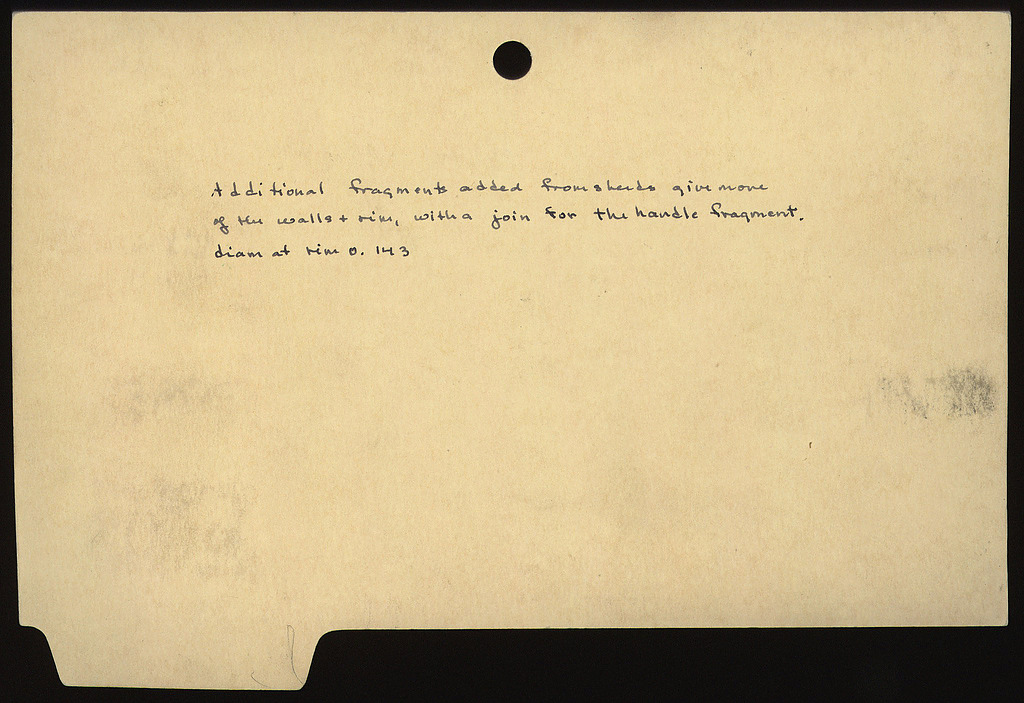 Additional fragments added from sherds give more
of the walls + rim, with a join for the handle fragment.
diam at rim 0.143